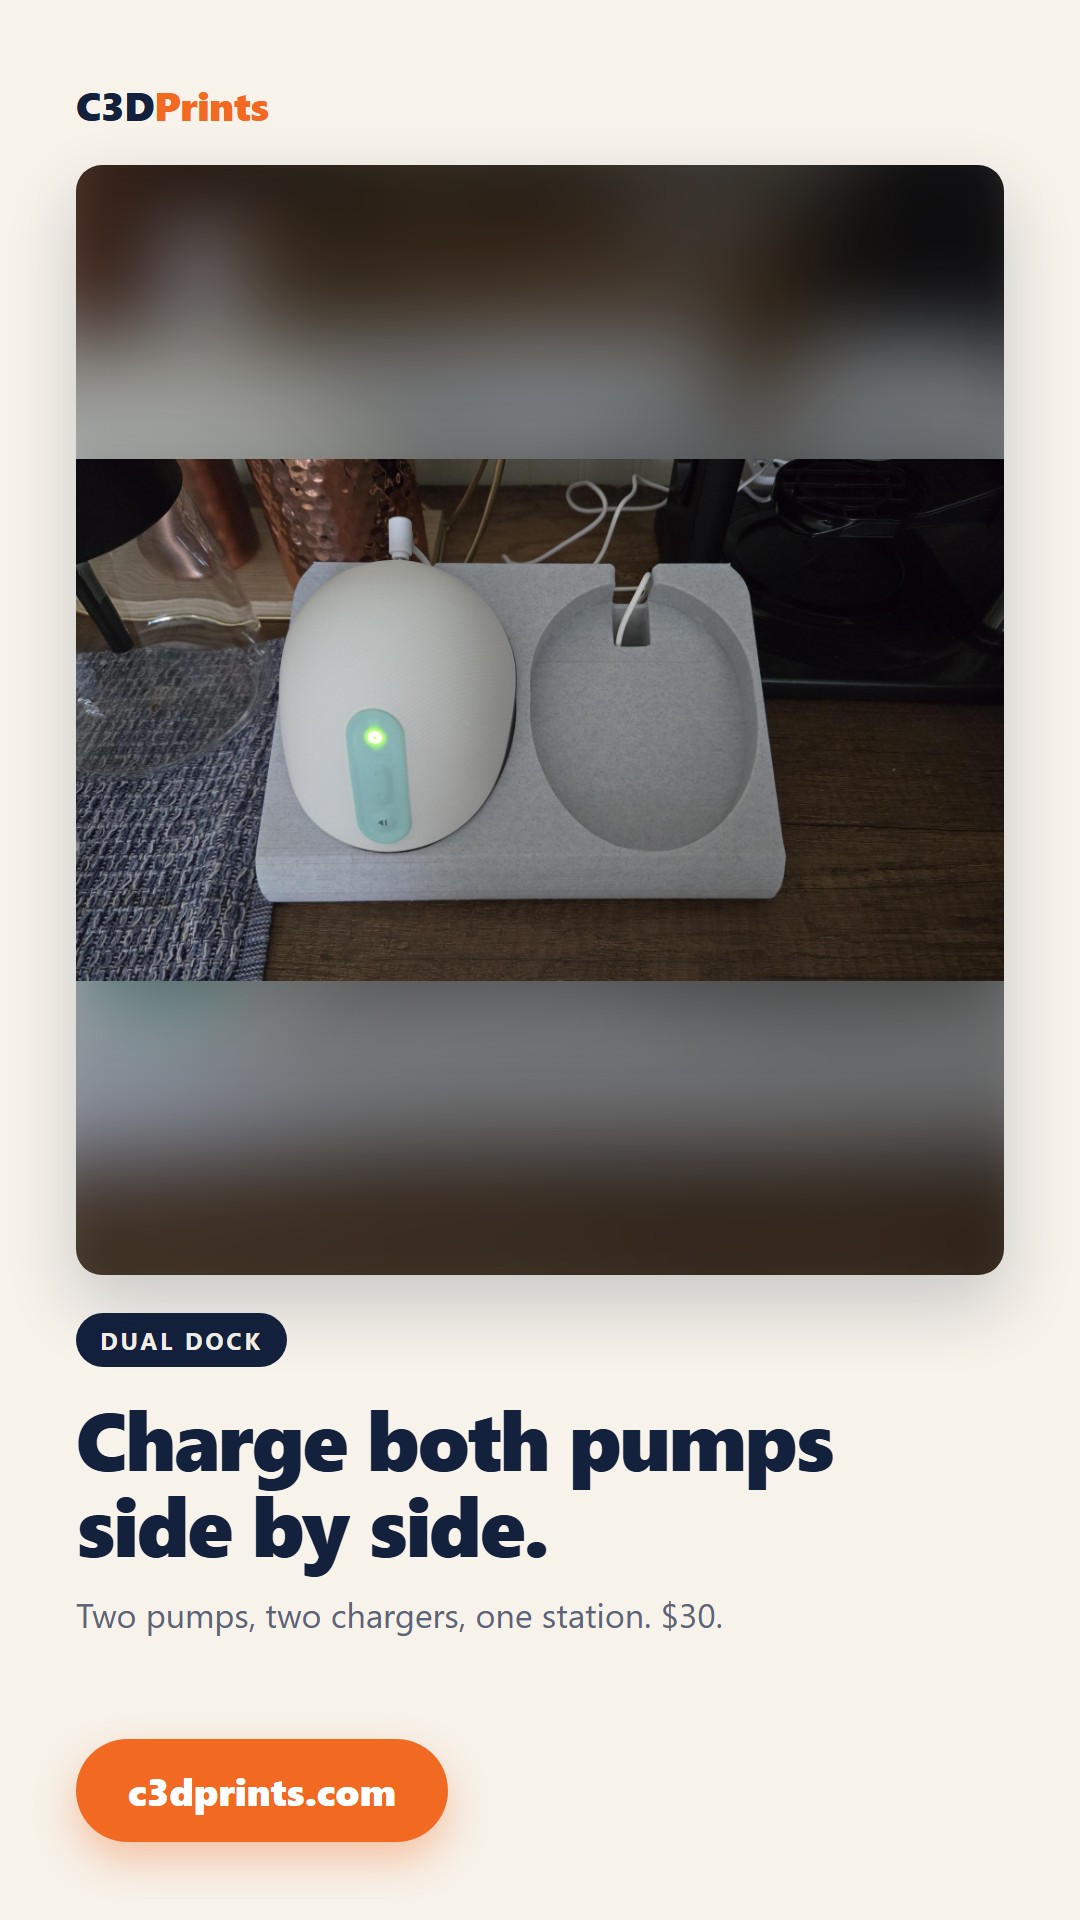 C3DPrints
DUAL DOCK
Charge both pumps
side by side.
Two pumps, two chargers, one station. $30.
c3dprints.com